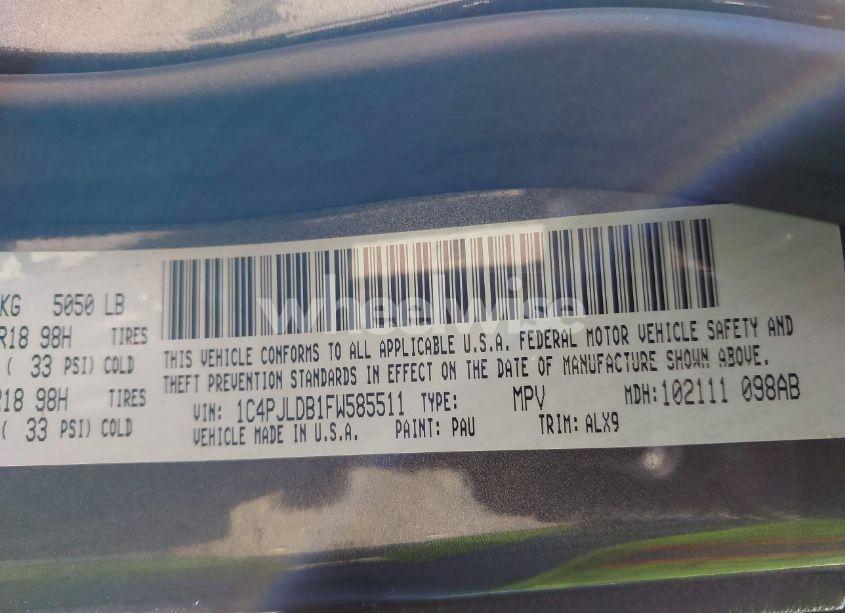 KG 5050 LB
R18 98H TIRES
( 33 PSI) COLD
R18 98H TIRES
( 33 PSI) COLD
THIS VEHICLE CONFORMS TO ALL APPLICABLE U.S.A. FEDERAL MOTOR VEHICLE SAFETY AND
THEFT PREVENTION STANDARDS IN EFFECT ON THE DATE OF MANUFACTURE SHOWN ABOVE.
VIN: 1C4PJLDB1FW585511 TYPE: MPV MDH: 102111 098AB
VEHICLE MADE IN U.S.A. PAINT: PAU TRIM: ALX9
wheelwise